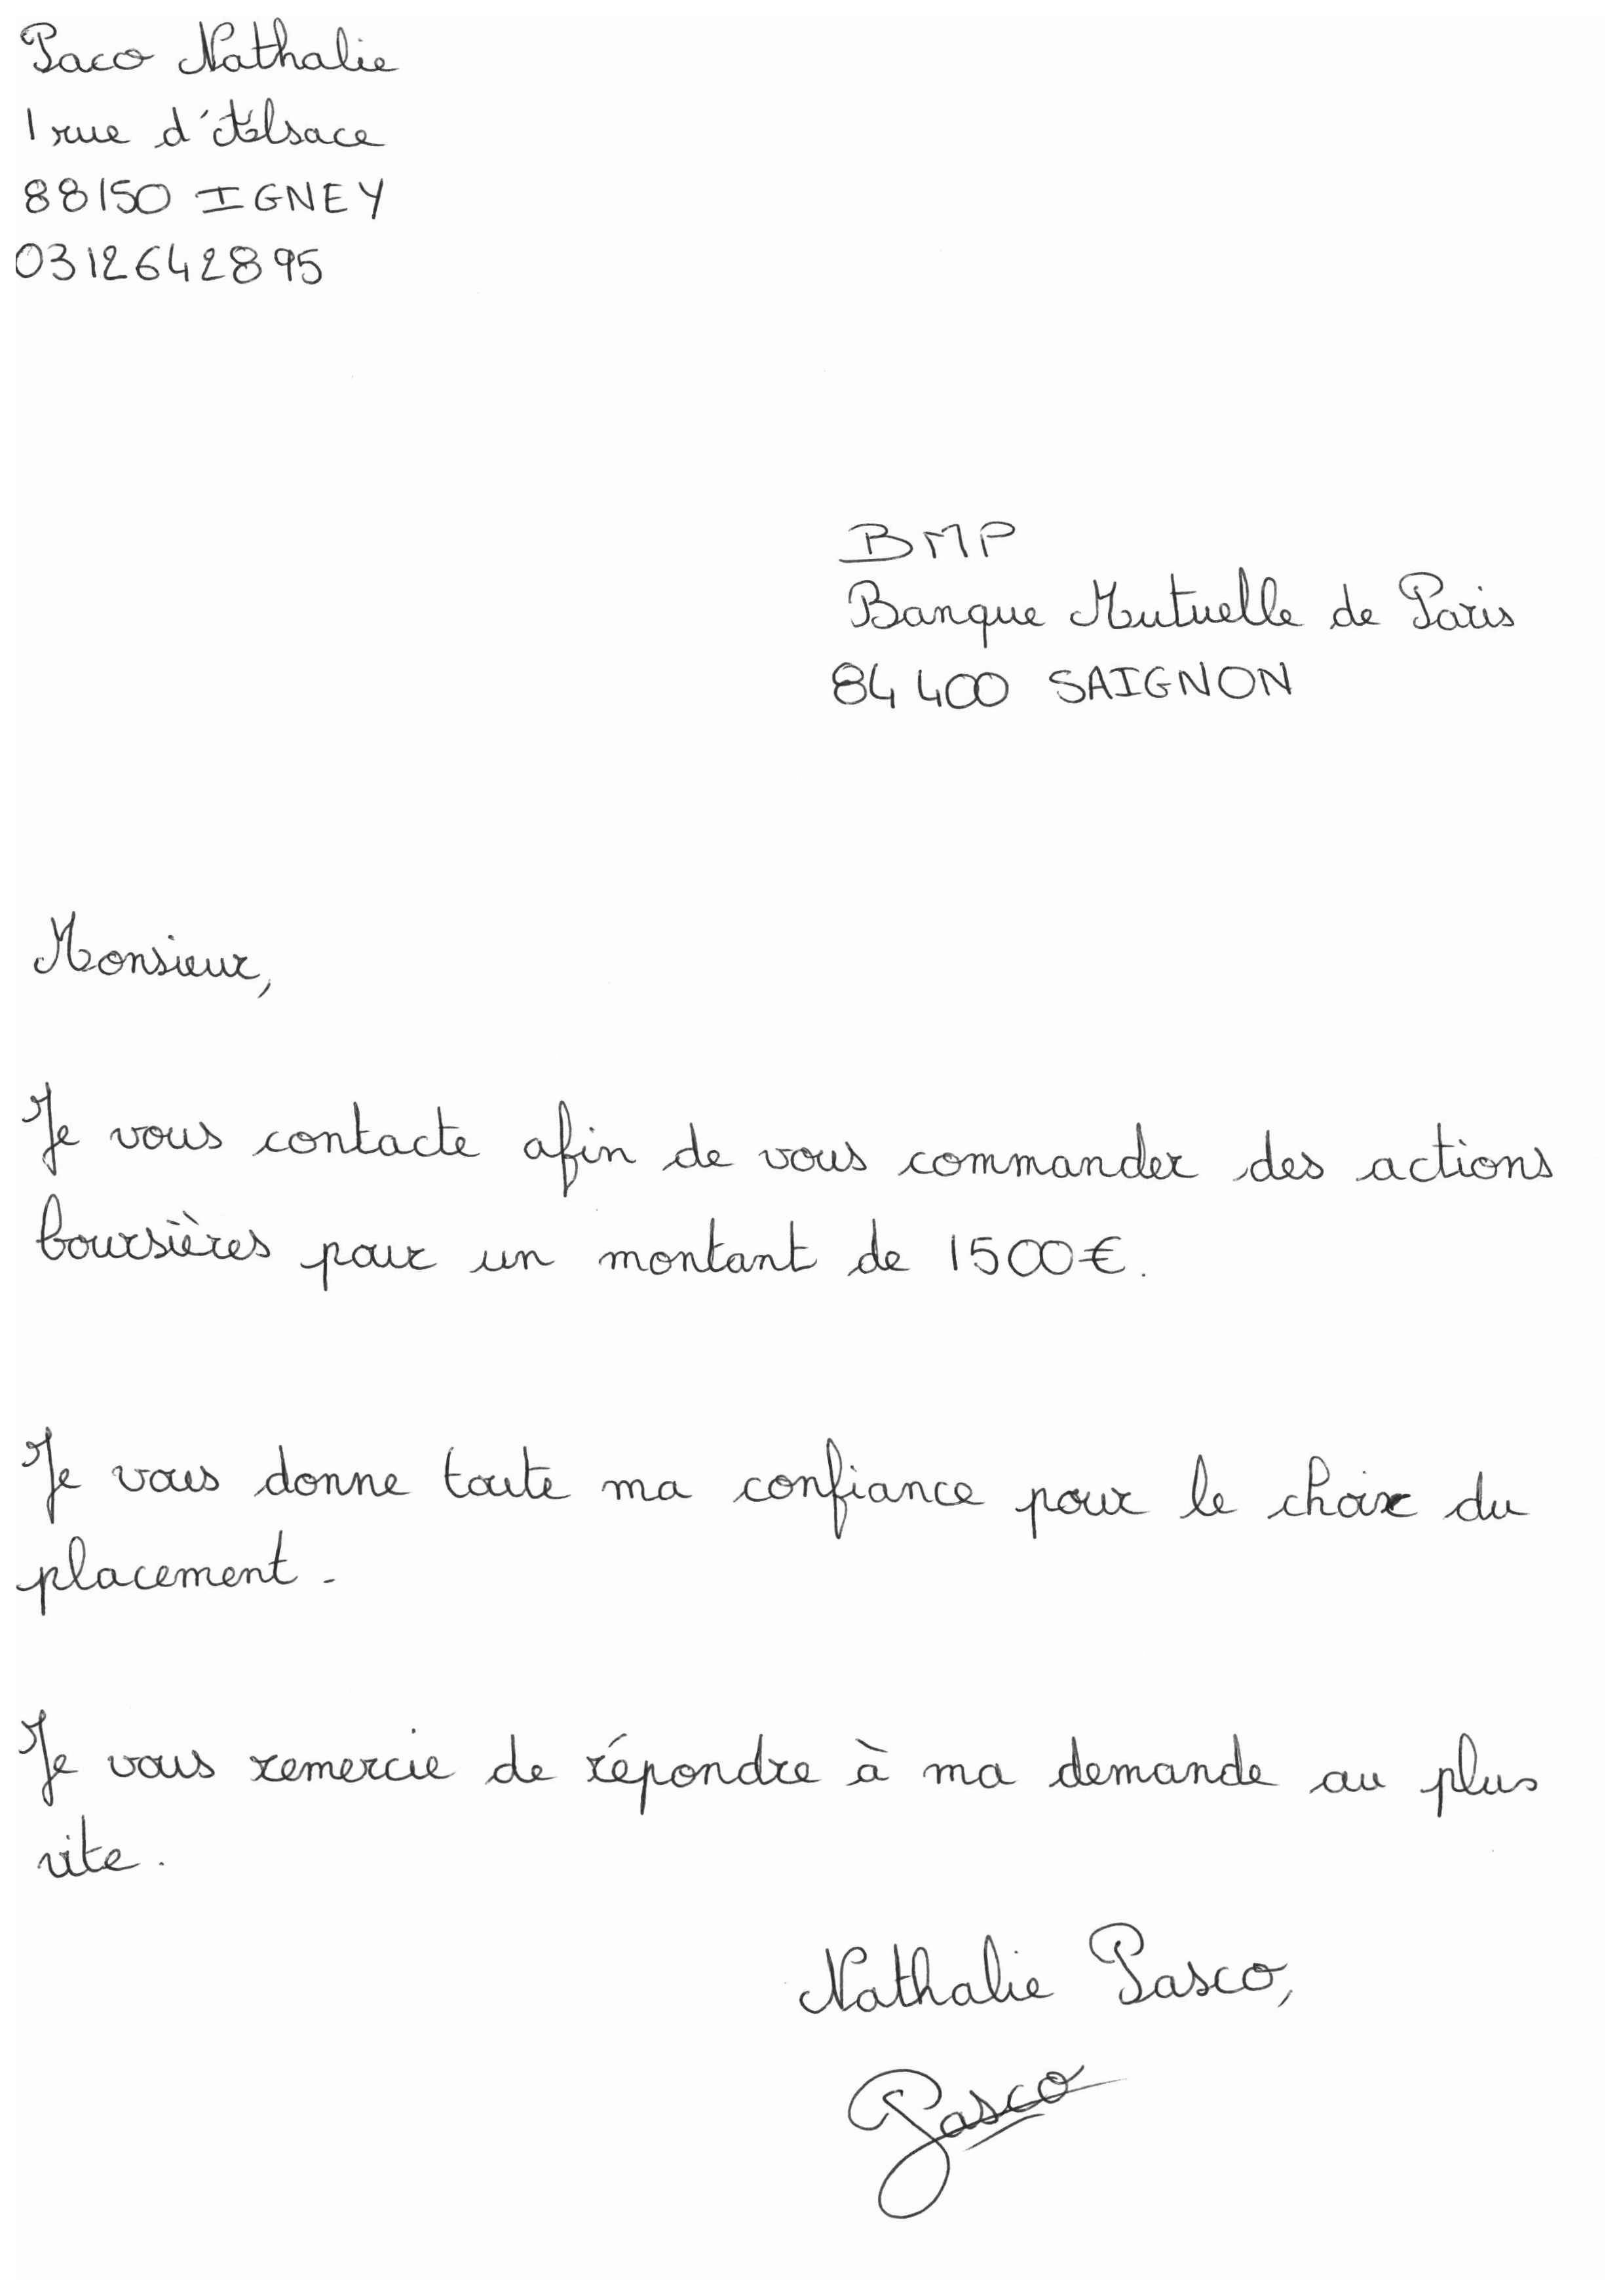 Paco Nathalie
1 rue d'Alsace
88150 IGNEY
0312642895
BMP
Banque Mutuelle de Paris
84400 SAIGNON
Monsieur,
Je vous contacte afin de vous commander des actions
boursières pour un montant de 1500€.
Je vous donne toute ma confiance pour le choix du
placement.
Je vous remercie de répondre à ma demande au plus
vite.
Nathalie Pasco,
Pasco